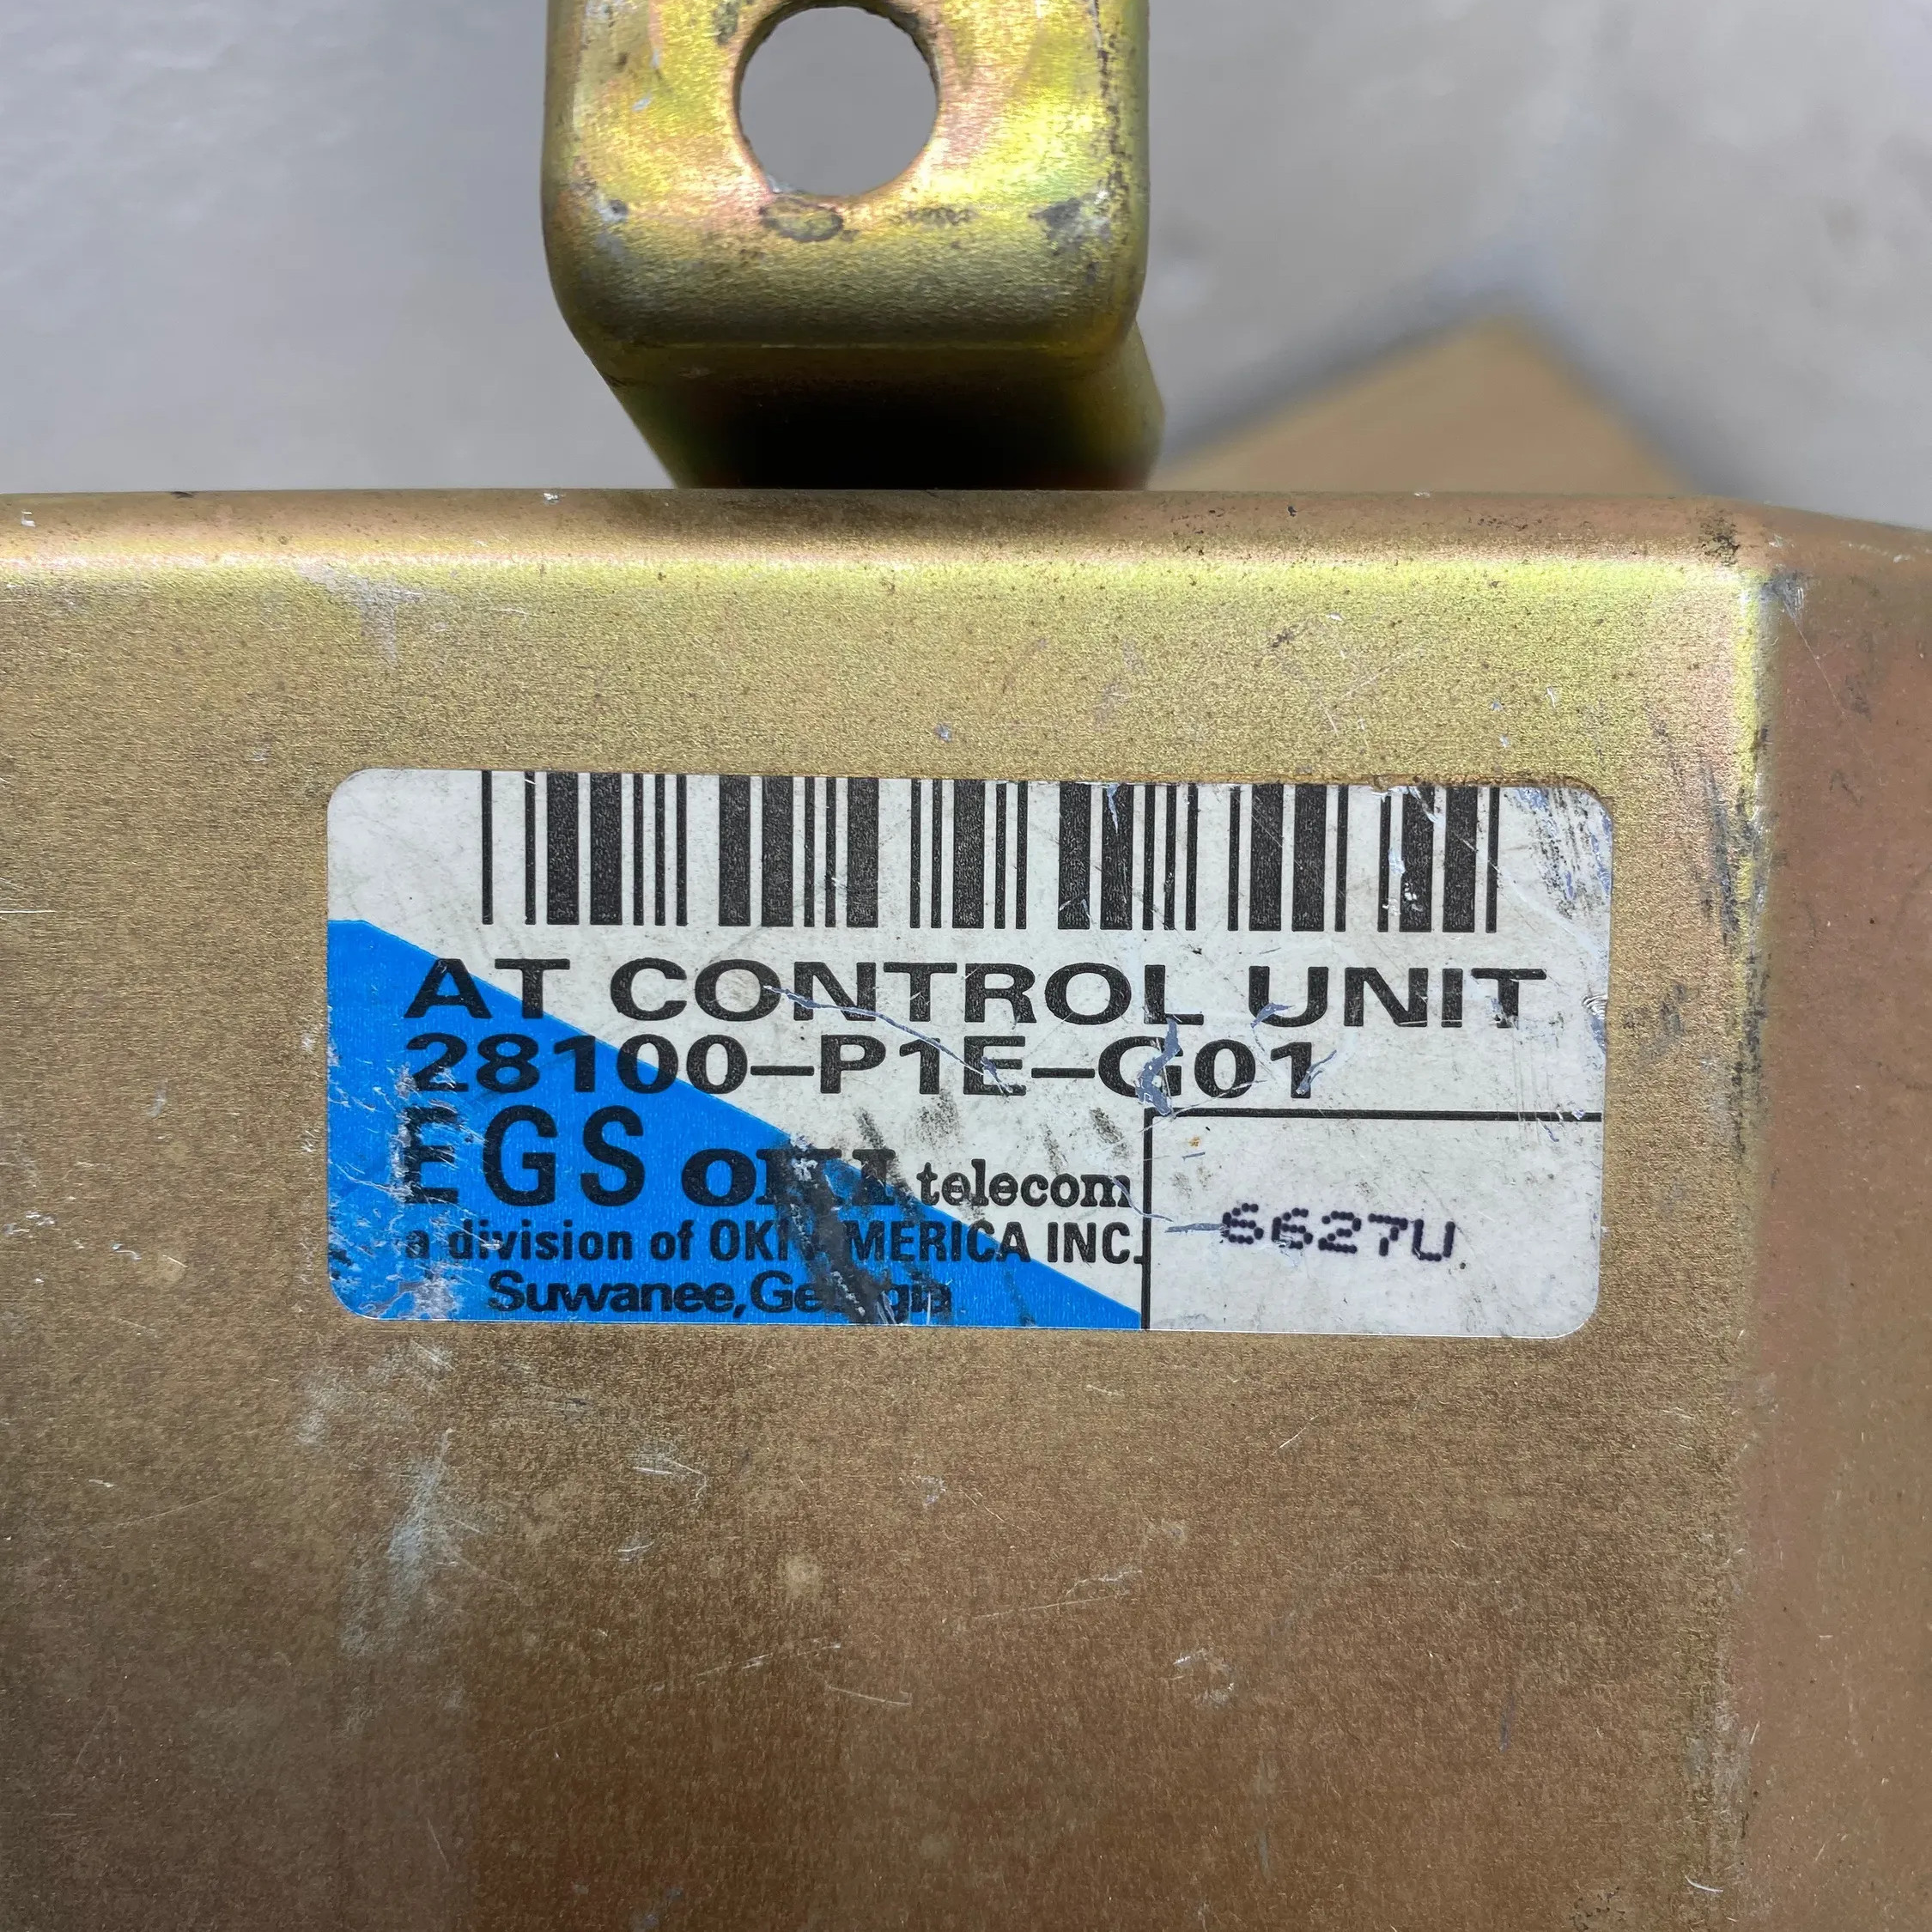 AT CONTROL UNIT
28100-P1E-G01
EGS OKI telecom
a division of OKI AMERICA INC.
Suwanee, Georgia
6627U